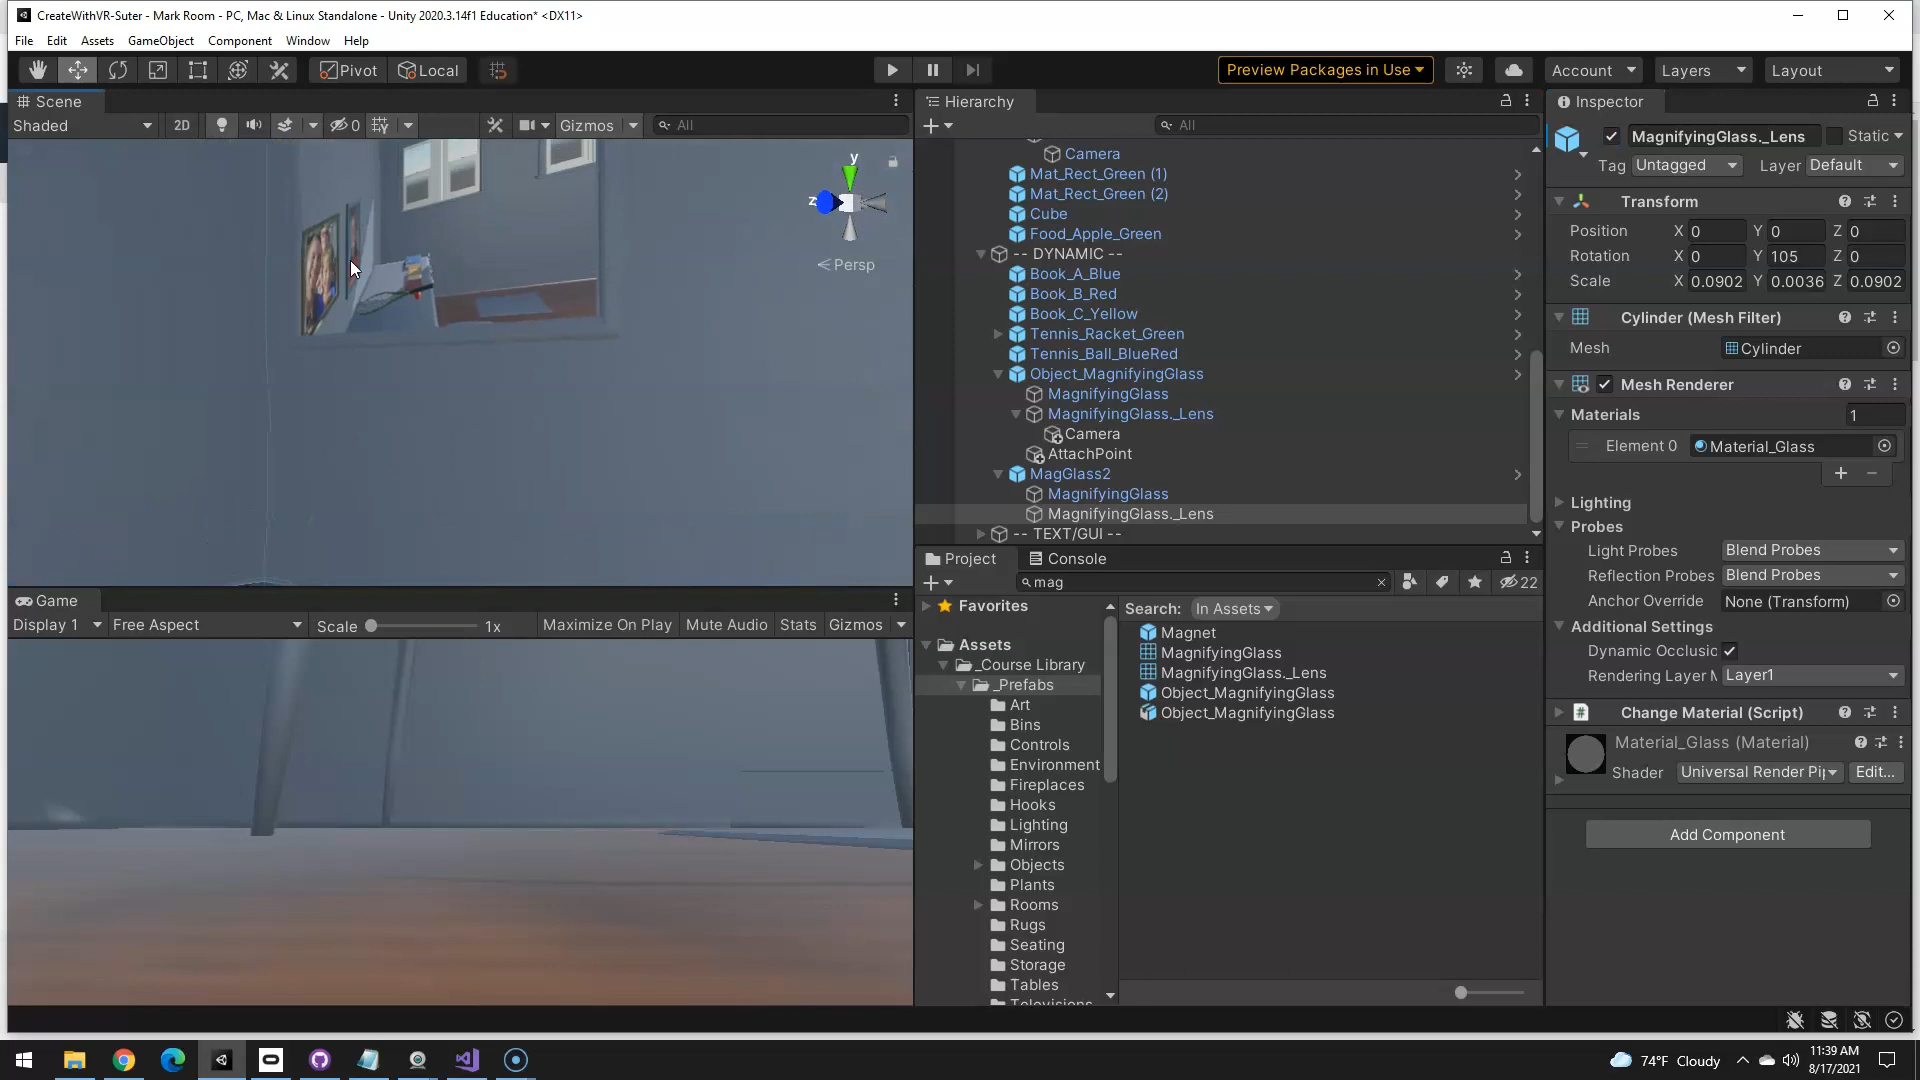 CreateWithVR-Suter - Mark Room - PC, Mac & Linux Standalone - Unity 2020.3.14f1 Education* <DX11>
File Edit Assets GameObject Component Window Help
Pivot Local Preview Packages in Use Account Layers Layout
Scene
Shaded 2D 0 Gizmos All
y
z
Persp
Game
Display 1 Free Aspect Scale 1x Maximize On Play Mute Audio Stats Gizmos
Hierarchy
All
Camera
Mat_Rect_Green (1)
Mat_Rect_Green (2)
Cube
Food_Apple_Green
-- DYNAMIC --
Book_A_Blue
Book_B_Red
Book_C_Yellow
Tennis_Racket_Green
Tennis_Ball_BlueRed
Object_MagnifyingGlass
MagnifyingGlass
MagnifyingGlass._Lens
Camera
AttachPoint
MagGlass2
MagnifyingGlass
MagnifyingGlass._Lens
-- TEXT/GUI --
Project Console
mag 22
Favorites
Assets
_Course Library
_Prefabs
Art
Bins
Controls
Environment
Fireplaces
Hooks
Lighting
Mirrors
Objects
Plants
Rooms
Rugs
Seating
Storage
Tables
Televisions
Search: In Assets
Magnet
MagnifyingGlass
MagnifyingGlass._Lens
Object_MagnifyingGlass
Object_MagnifyingGlass
Inspector
MagnifyingGlass._Lens Static
Tag Untagged Layer Default
Transform
Position X 0 Y 0 Z 0
Rotation X 0 Y 105 Z 0
Scale X 0.0902 Y 0.0036 Z 0.0902
Cylinder (Mesh Filter)
Mesh Cylinder
Mesh Renderer
Materials 1
Element 0 Material_Glass
Lighting
Probes
Light Probes Blend Probes
Reflection Probes Blend Probes
Anchor Override None (Transform)
Additional Settings
Dynamic Occlusic
Rendering Layer M Layer1
# Change Material (Script)
Material_Glass (Material)
Shader Universal Render Pip Edit...
Add Component
74°F Cloudy
11:39 AM
8/17/2021